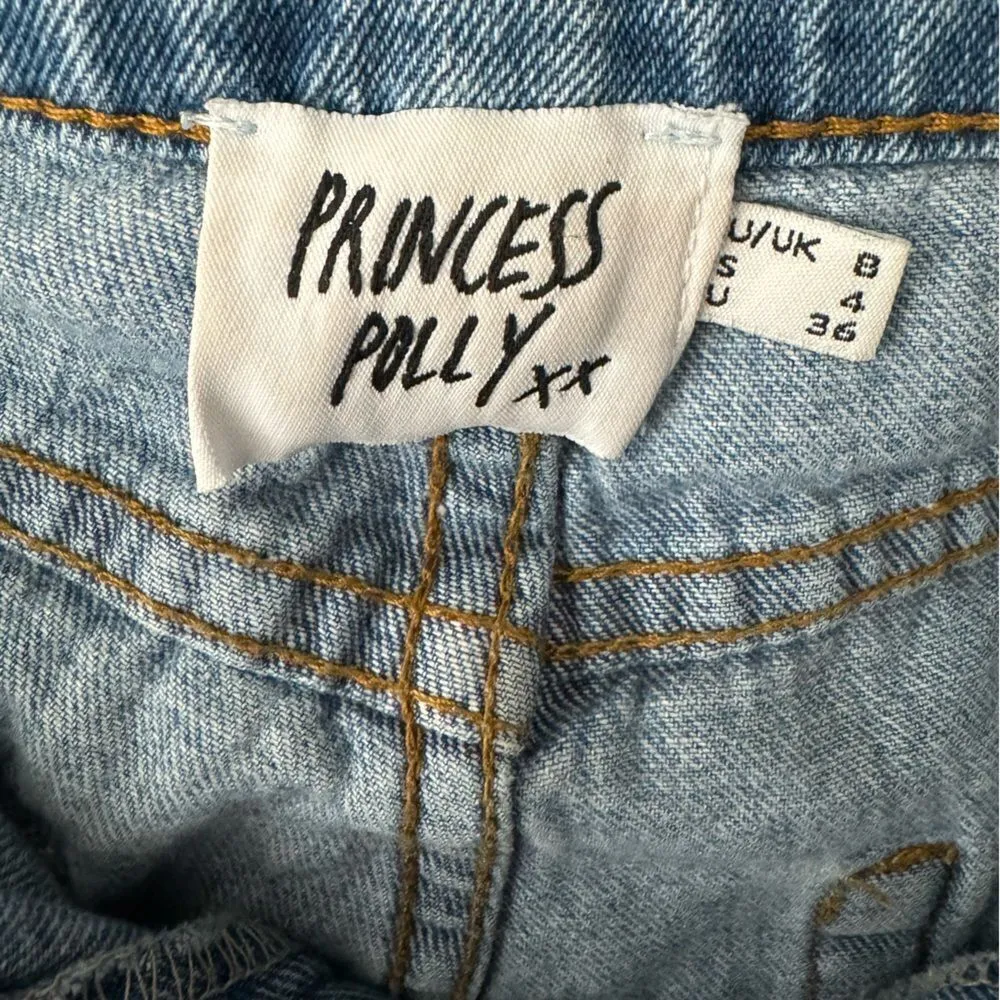 PRINCESS
POLLY xx
U/UK 8
S 4
U 36